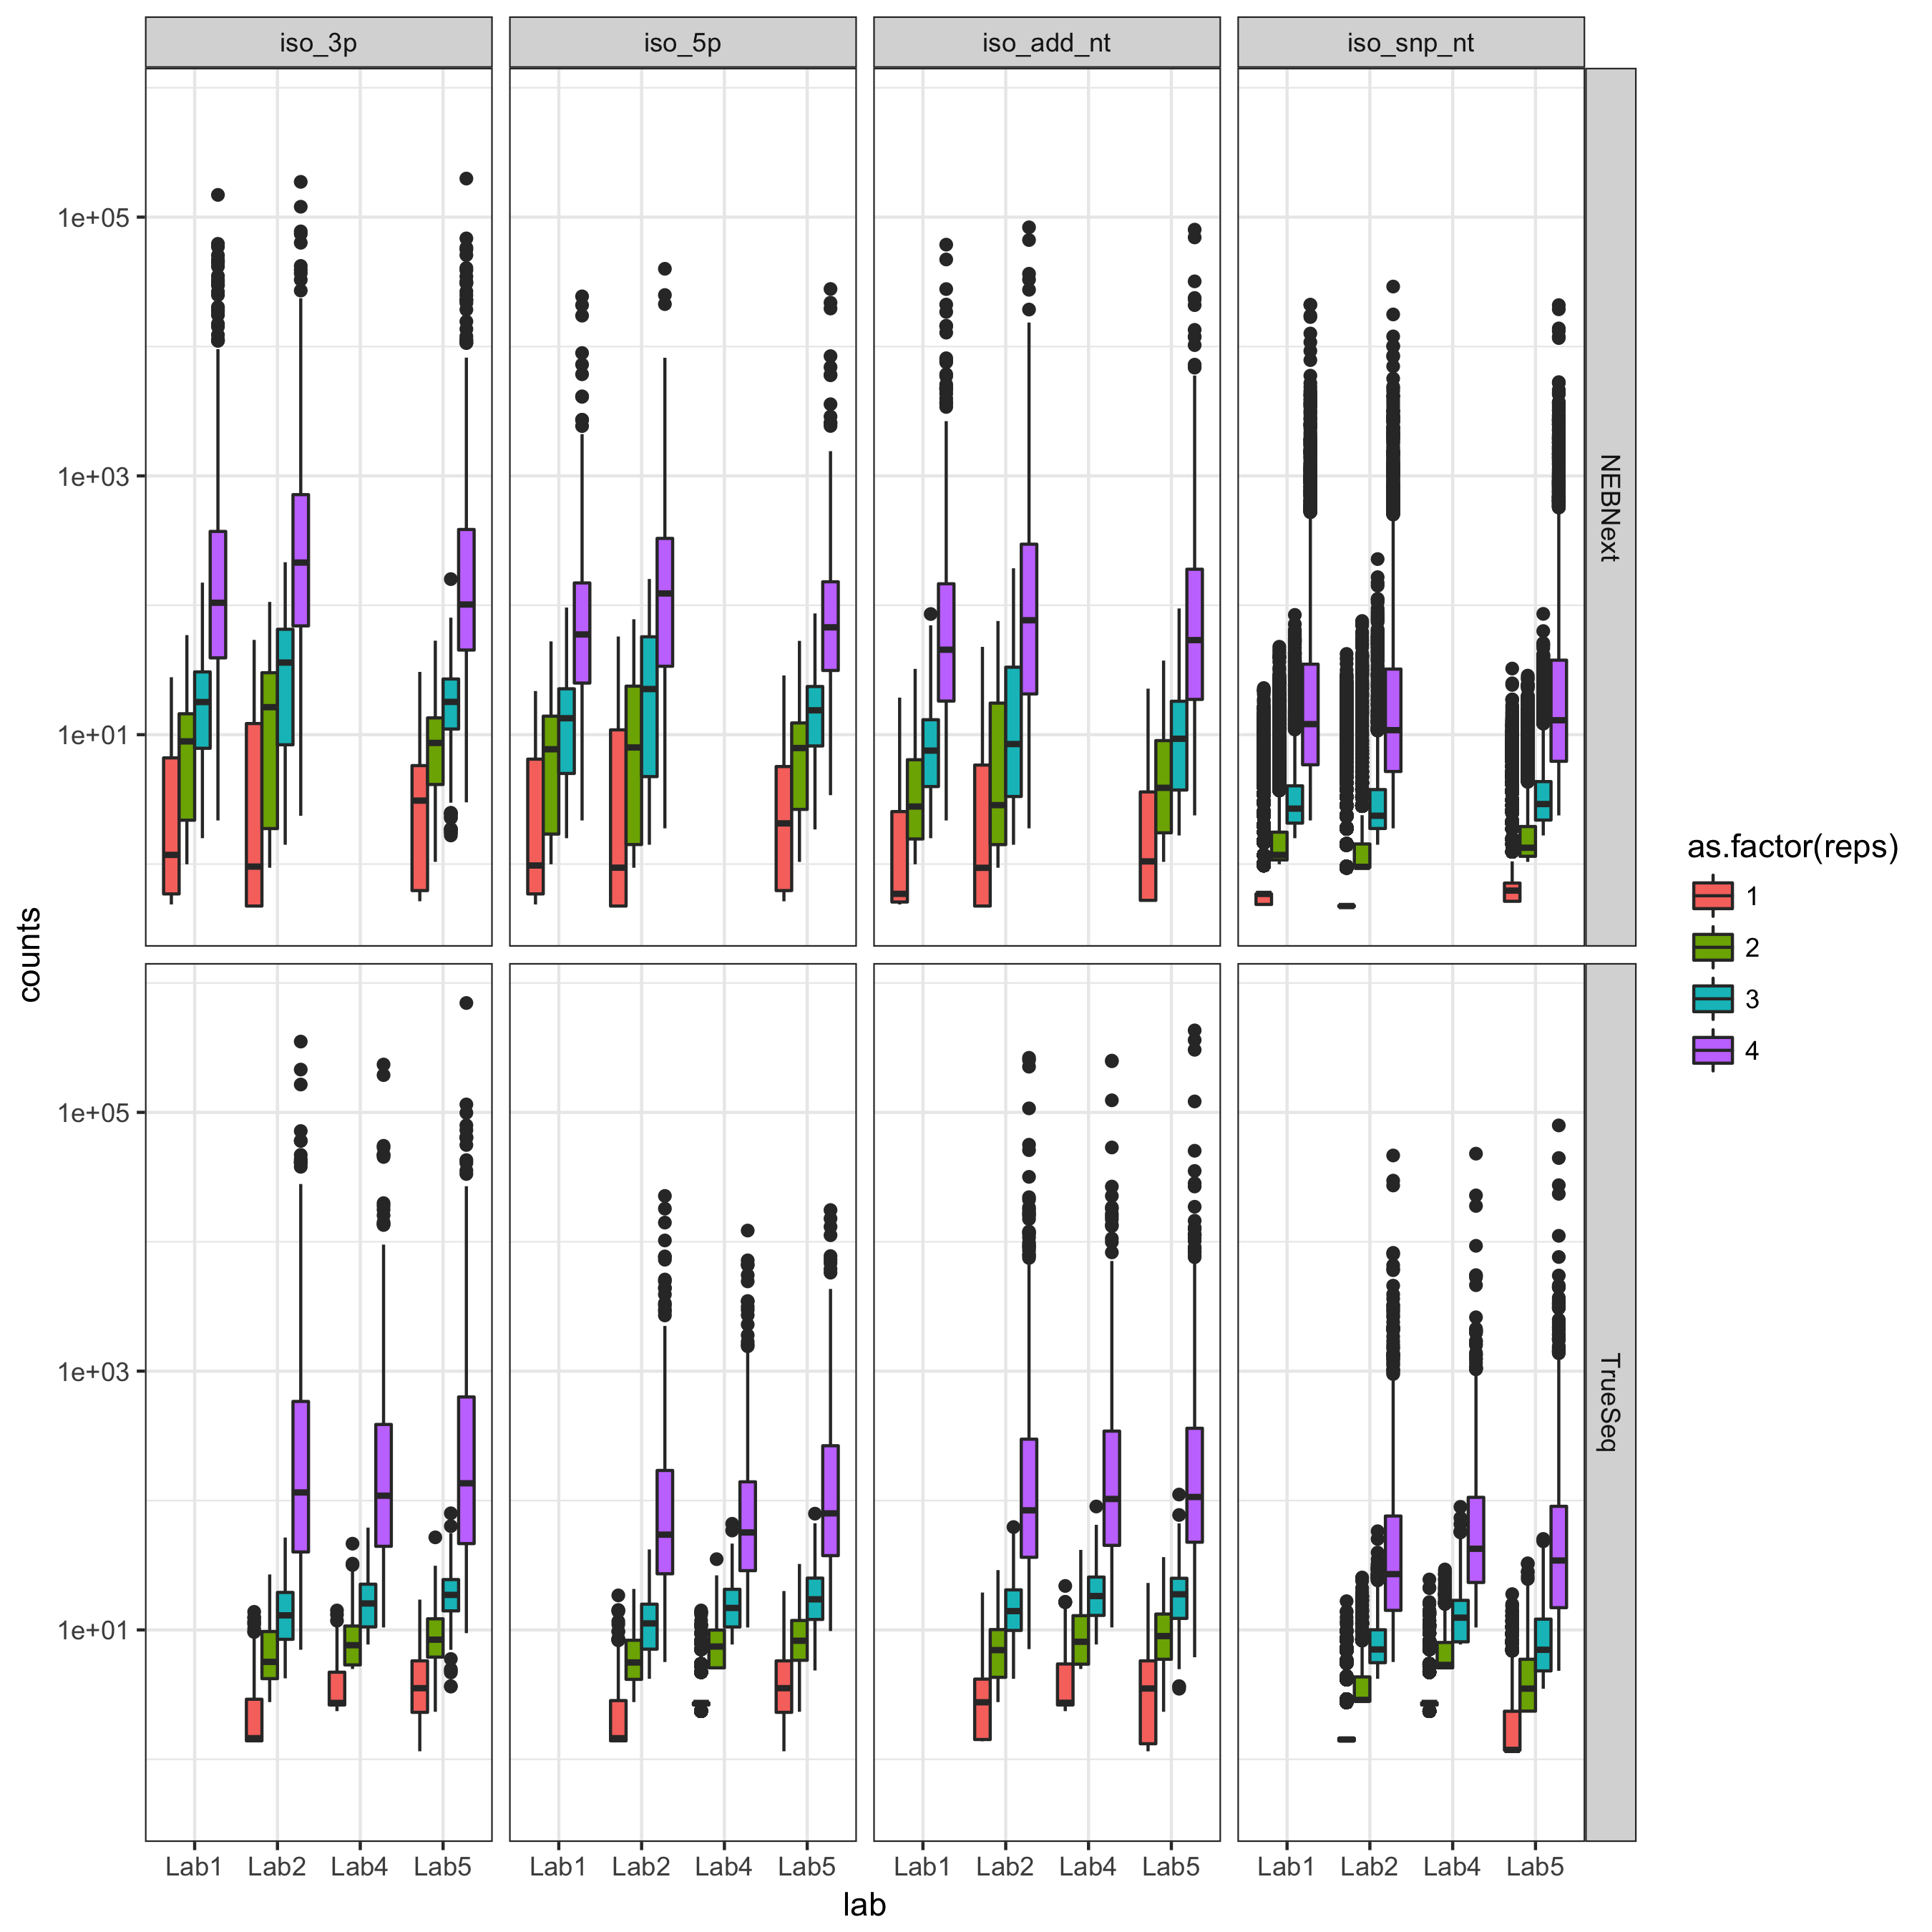 iso_3p iso_5p iso_add_nt iso_snp_nt
1e+05
1e+03
1e+01
NEBNext
1e+05
1e+03
1e+01
TrueSeq
counts
Lab1 Lab2 Lab4 Lab5 Lab1 Lab2 Lab4 Lab5 Lab1 Lab2 Lab4 Lab5 Lab1 Lab2 Lab4 Lab5
lab
as.factor(reps)
1
2
3
4